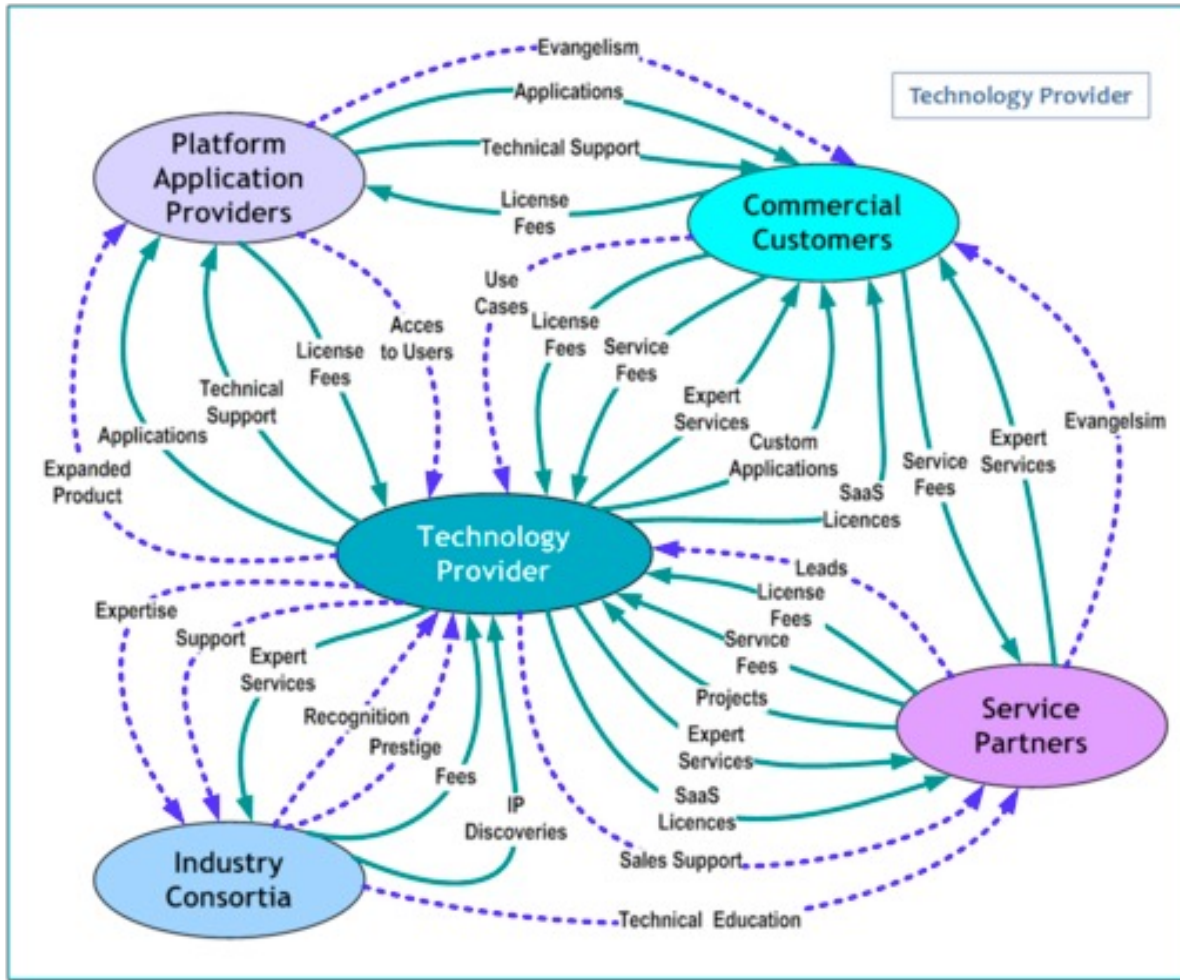 Evangelism
Applications
Technology Provider
Technical Support
Platform
Application
Providers
License
Fees
Commercial
Customers
Use
Cases
License
Fees
Service
Fees
Acces
to Users
License
Fees
Technical
Support
Applications
Expanded
Product
Expert
Services
Custom
Applications
SaaS
Licences
Service
Fees
Expert
Services
Evangelsim
Technology
Provider
Leads
License
Fees
Service
Fees
Projects
Expert
Services
SaaS
Licences
Sales Support
Service
Partners
Expertise
Support
Expert
Services
Recognition
Prestige
Fees
IP
Discoveries
Industry
Consortia
Technical Education